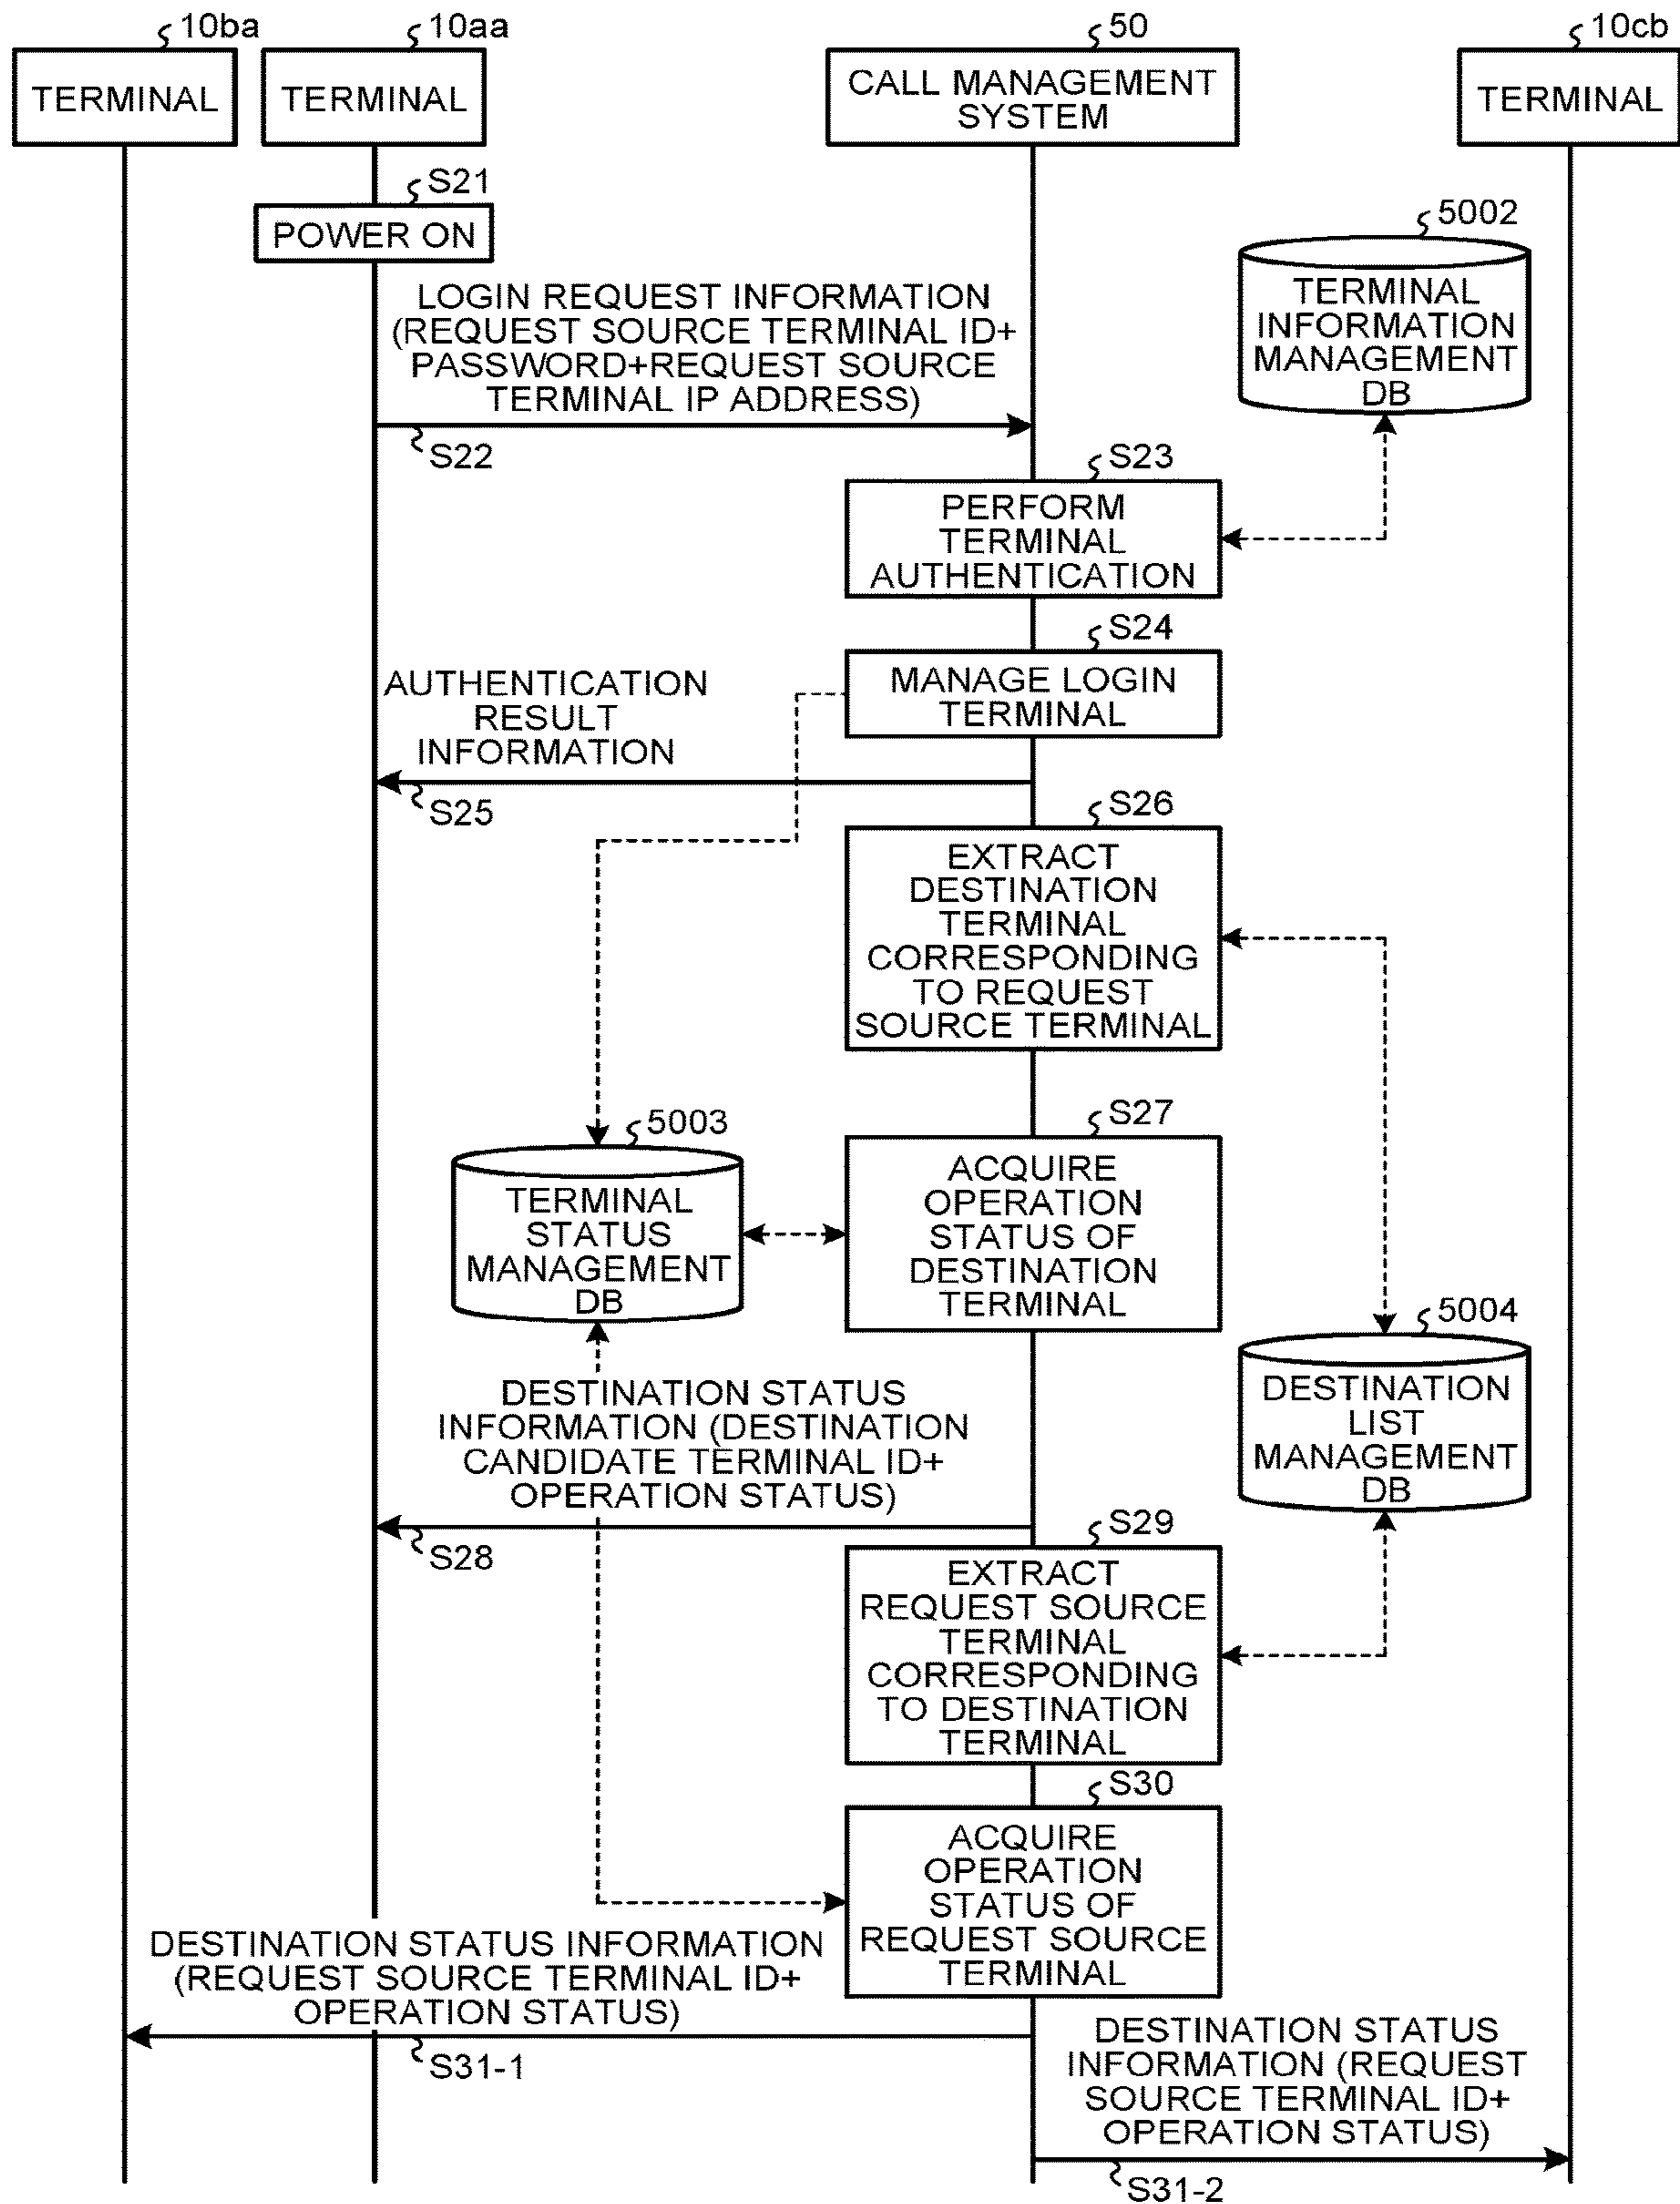 10ba
10aa
50
10cb
TERMINAL
TERMINAL
CALL MANAGEMENT
SYSTEM
TERMINAL
S21
POWER ON
5002
TERMINAL
INFORMATION
MANAGEMENT
DB
LOGIN REQUEST INFORMATION
(REQUEST SOURCE TERMINAL ID+
PASSWORD+REQUEST SOURCE
TERMINAL IP ADDRESS)
S22
S23
PERFORM
TERMINAL
AUTHENTICATION
S24
MANAGE LOGIN
TERMINAL
AUTHENTICATION
RESULT
INFORMATION
S25
S26
EXTRACT
DESTINATION
TERMINAL
CORRESPONDING
TO REQUEST
SOURCE TERMINAL
S27
ACQUIRE
OPERATION
STATUS OF
DESTINATION
TERMINAL
5003
TERMINAL
STATUS
MANAGEMENT
DB
5004
DESTINATION
LIST
MANAGEMENT
DB
DESTINATION STATUS
INFORMATION (DESTINATION
CANDIDATE TERMINAL ID+
OPERATION STATUS)
S28
S29
EXTRACT
REQUEST SOURCE
TERMINAL
CORRESPONDING
TO DESTINATION
TERMINAL
S30
ACQUIRE
OPERATION
STATUS OF
REQUEST SOURCE
TERMINAL
DESTINATION STATUS INFORMATION
(REQUEST SOURCE TERMINAL ID+
OPERATION STATUS)
S31-1
DESTINATION STATUS
INFORMATION (REQUEST
SOURCE TERMINAL ID+
OPERATION STATUS)
S31-2